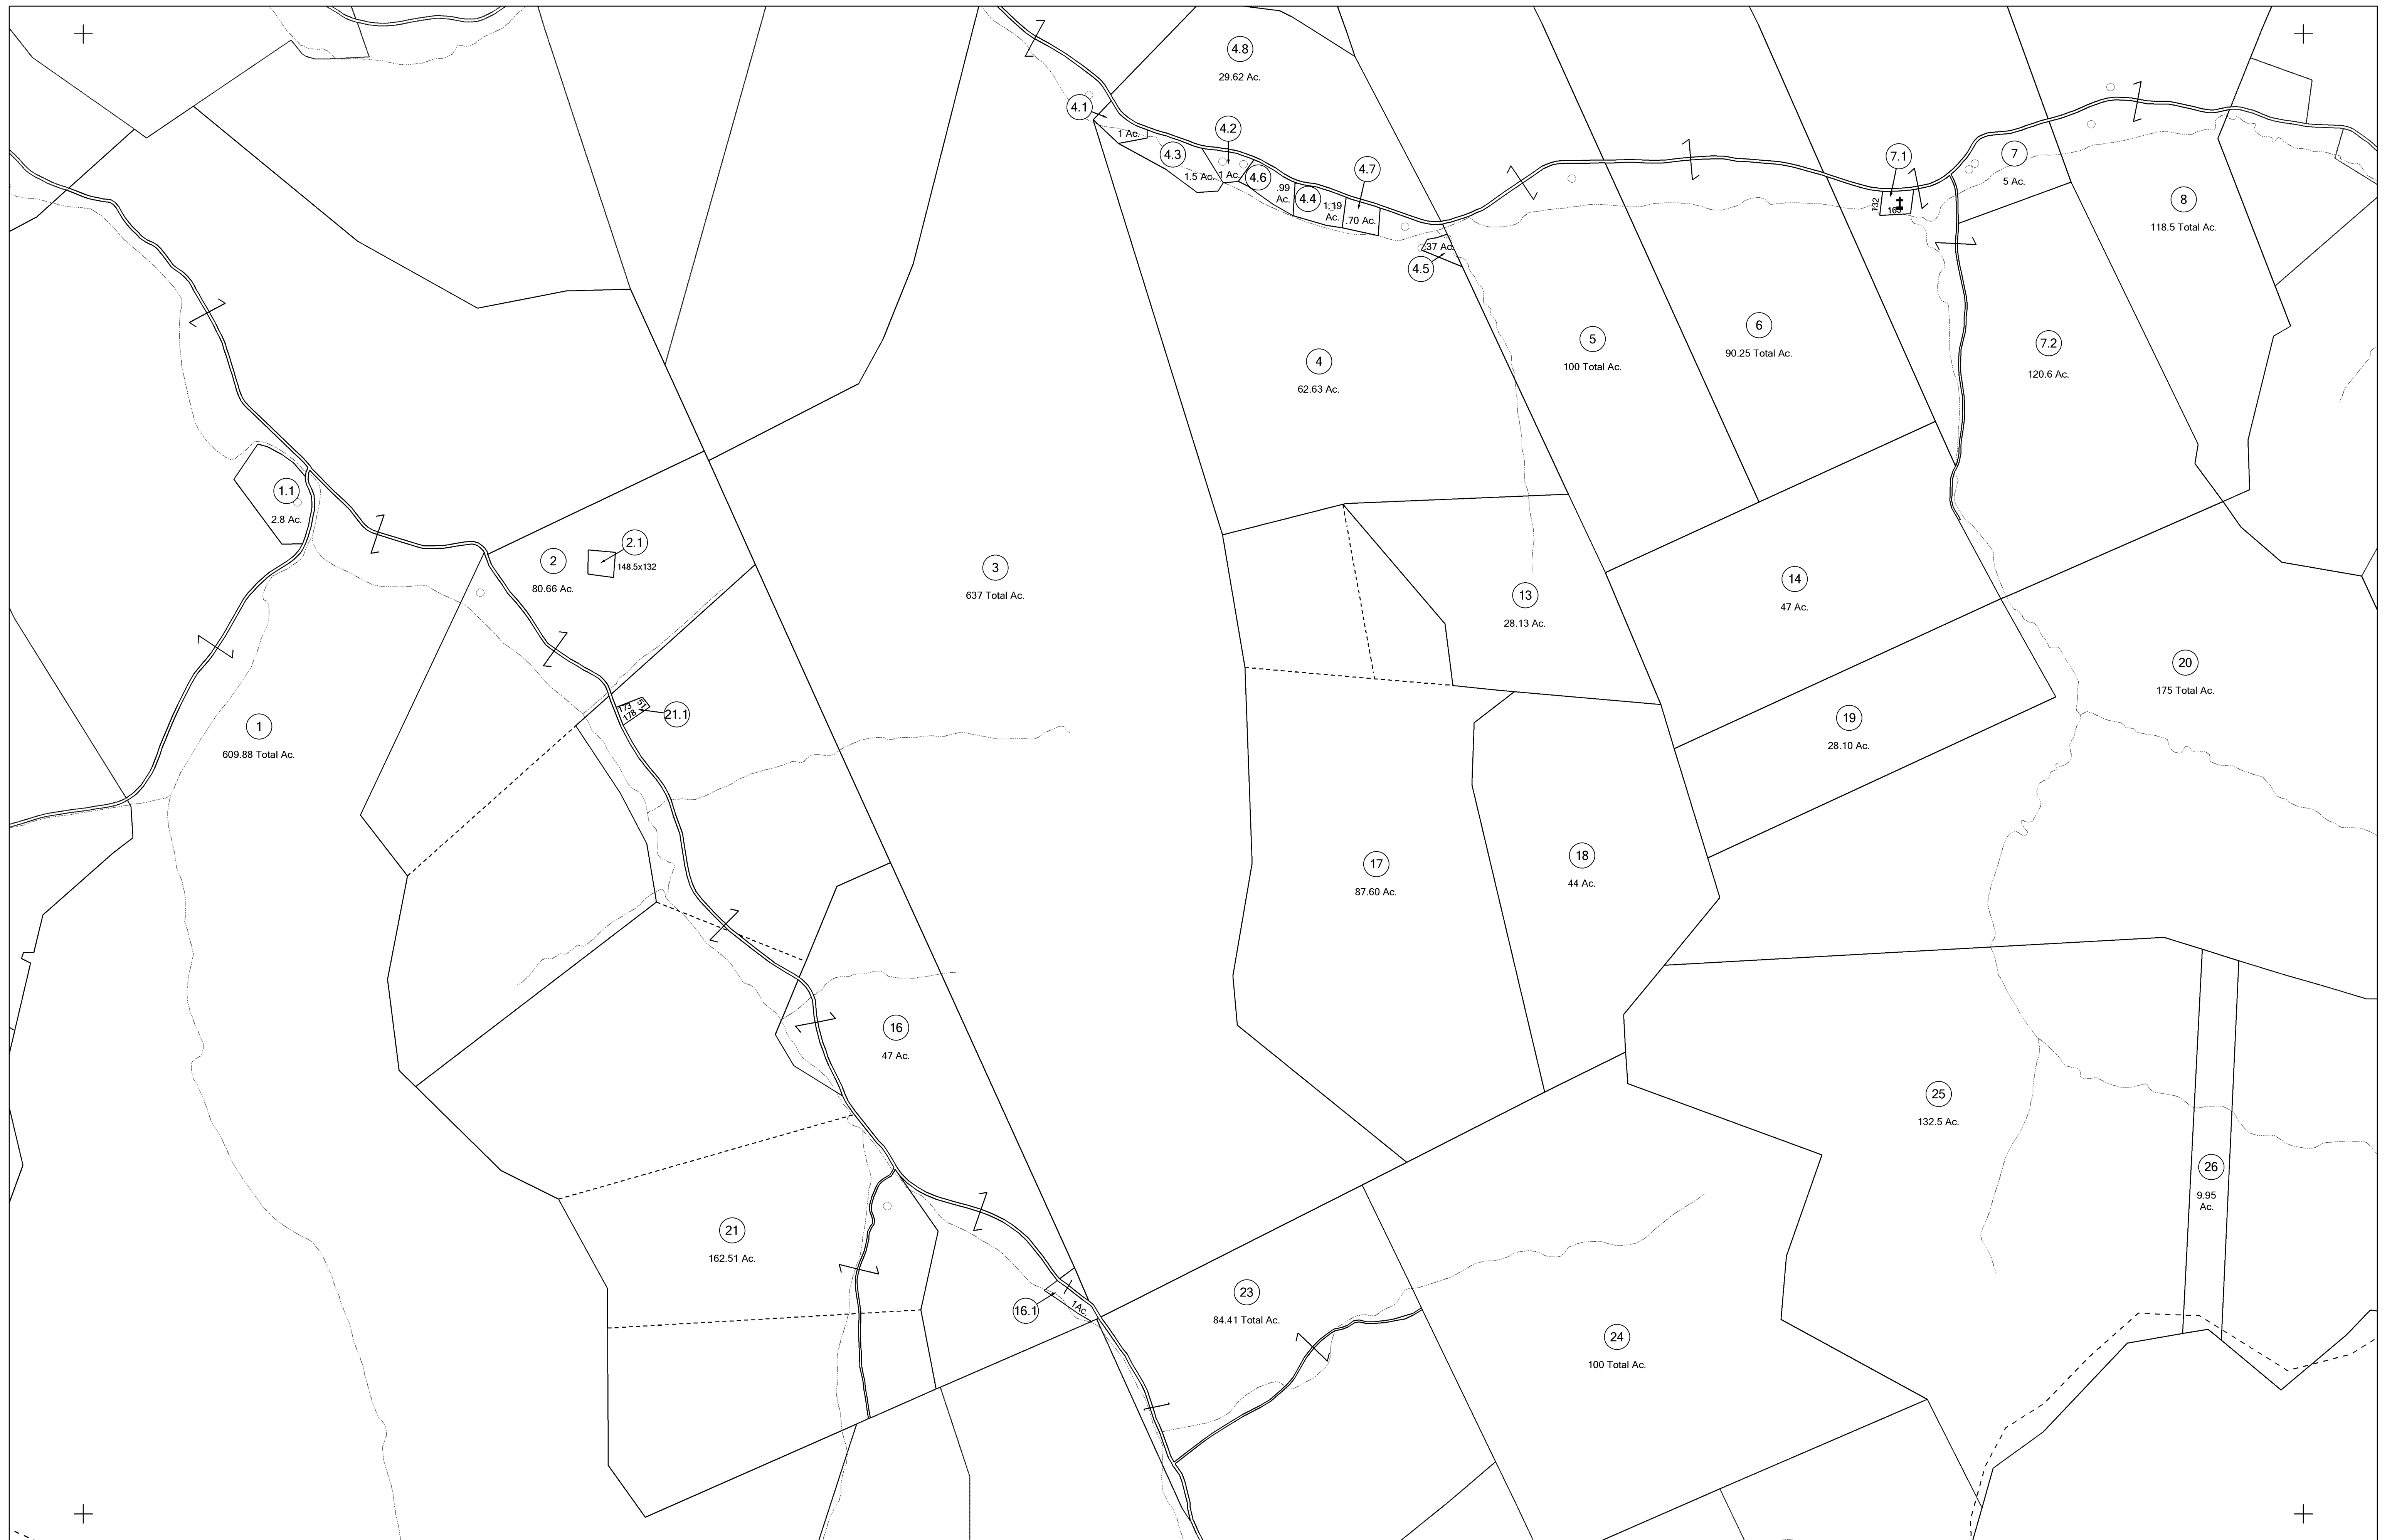 4.8
29.62 Ac.
4.1
1 Ac.
4.2
4.3
1.5 Ac.
1 Ac.
4.6
.99
Ac.
4.4
1.19
Ac.
4.7
.70 Ac.
.37 Ac.
4.5
7.1
132
165
7
5 Ac.
8
118.5 Total Ac.
4
62.63 Ac.
5
100 Total Ac.
6
90.25 Total Ac.
7.2
120.6 Ac.
1.1
2.8 Ac.
2
80.66 Ac.
2.1
148.5x132
3
637 Total Ac.
13
28.13 Ac.
14
47 Ac.
20
175 Total Ac.
19
28.10 Ac.
1
609.88 Total Ac.
173
51
178
21.1
17
87.60 Ac.
18
44 Ac.
16
47 Ac.
25
132.5 Ac.
26
9.95
Ac.
21
162.51 Ac.
16.1
1Ac.
23
84.41 Total Ac.
24
100 Total Ac.